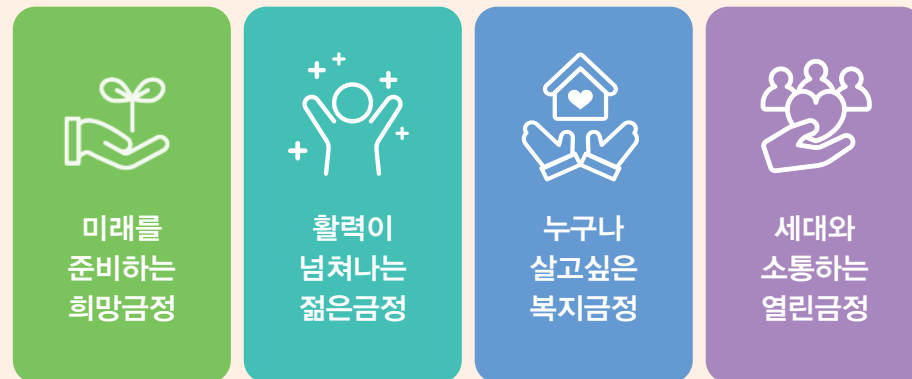 미래를
준비하는
희망금정
활력이
넘쳐나는
젊은금정
누구나
살고싶은
복지금정
세대와
소통하는
열린금정